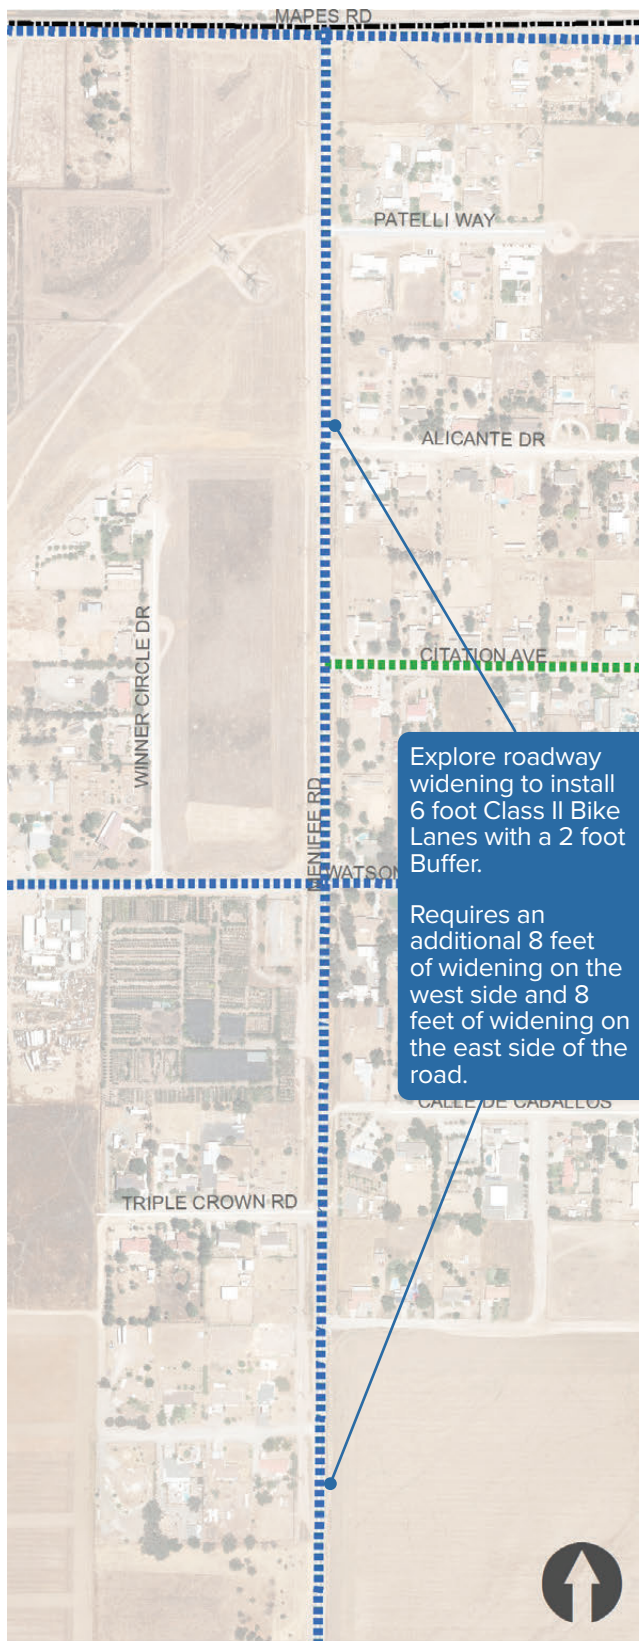 MAPES RD
PATELLI WAY
ALICANTE DR
CITATION AVE
WINNER CIRCLE DR
Explore roadway
widening to install
6 foot Class II Bike
Lanes with a 2 foot
Buffer.
Requires an
additional 8 feet
of widening on the
west side and 8
feet of widening on
the east side of the
road.
MENIFEE RD
WATSON
CALLE DE CABALLOS
TRIPLE CROWN RD